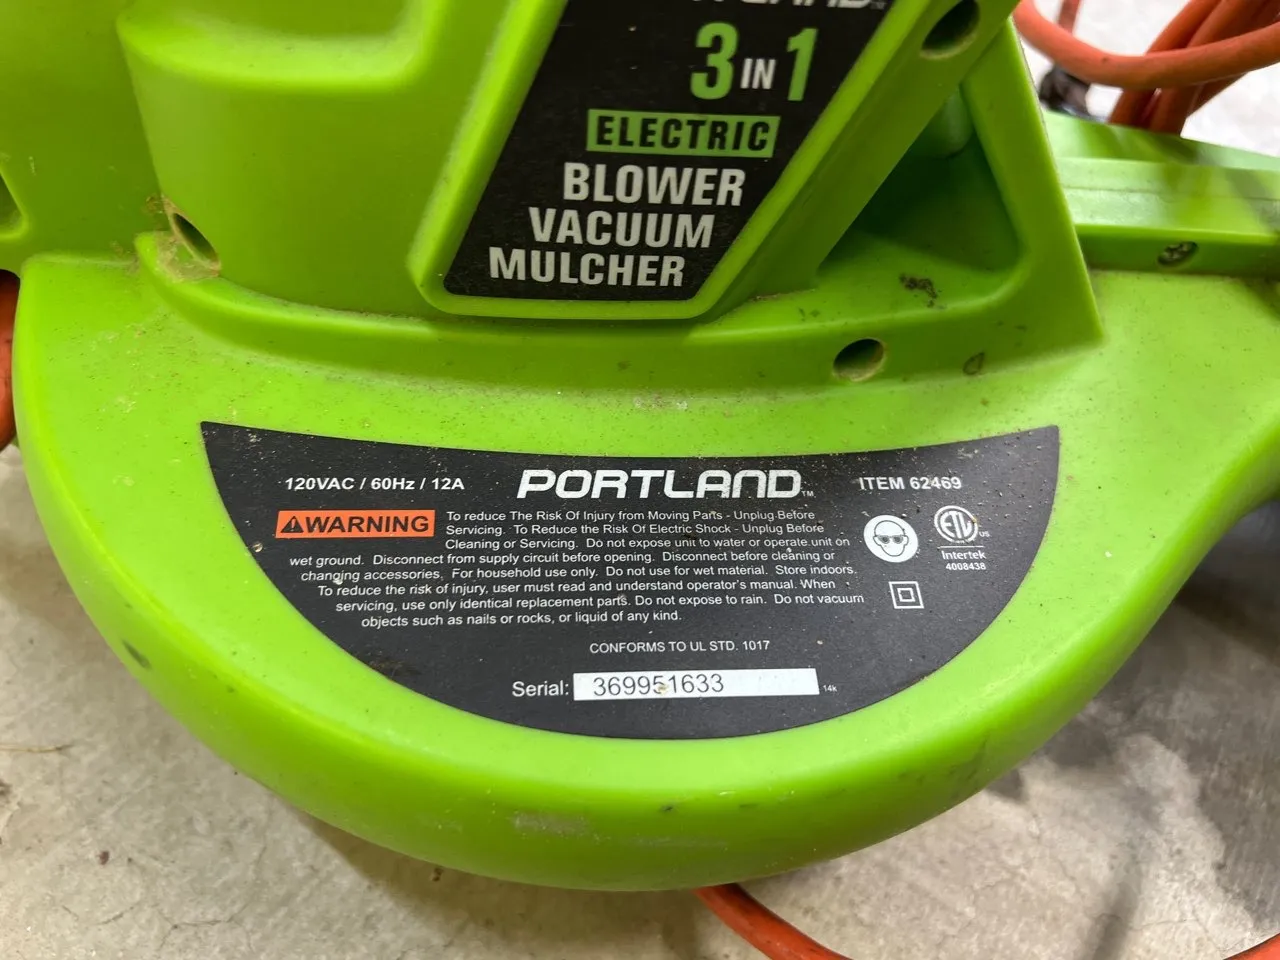 3 IN 1
ELECTRIC
BLOWER
VACUUM
MULCHER
120VAC / 60Hz / 12A
PORTLAND™
ITEM 62469
⚠WARNING
To reduce The Risk Of Injury from Moving Parts - Unplug Before
Servicing. To Reduce the Risk Of Electric Shock - Unplug Before
Cleaning or Servicing. Do not expose unit to water or operate unit on
wet ground. Disconnect from supply circuit before opening. Disconnect before cleaning or
changing accessories. For household use only. Do not use for wet material. Store indoors.
To reduce the risk of injury, user must read and understand operator's manual. When
servicing, use only identical replacement parts. Do not expose to rain. Do not vacuum
objects such as nails or rocks, or liquid of any kind.
ETL US
Intertek
4008438
CONFORMS TO UL STD. 1017
Serial: 369951633
14k